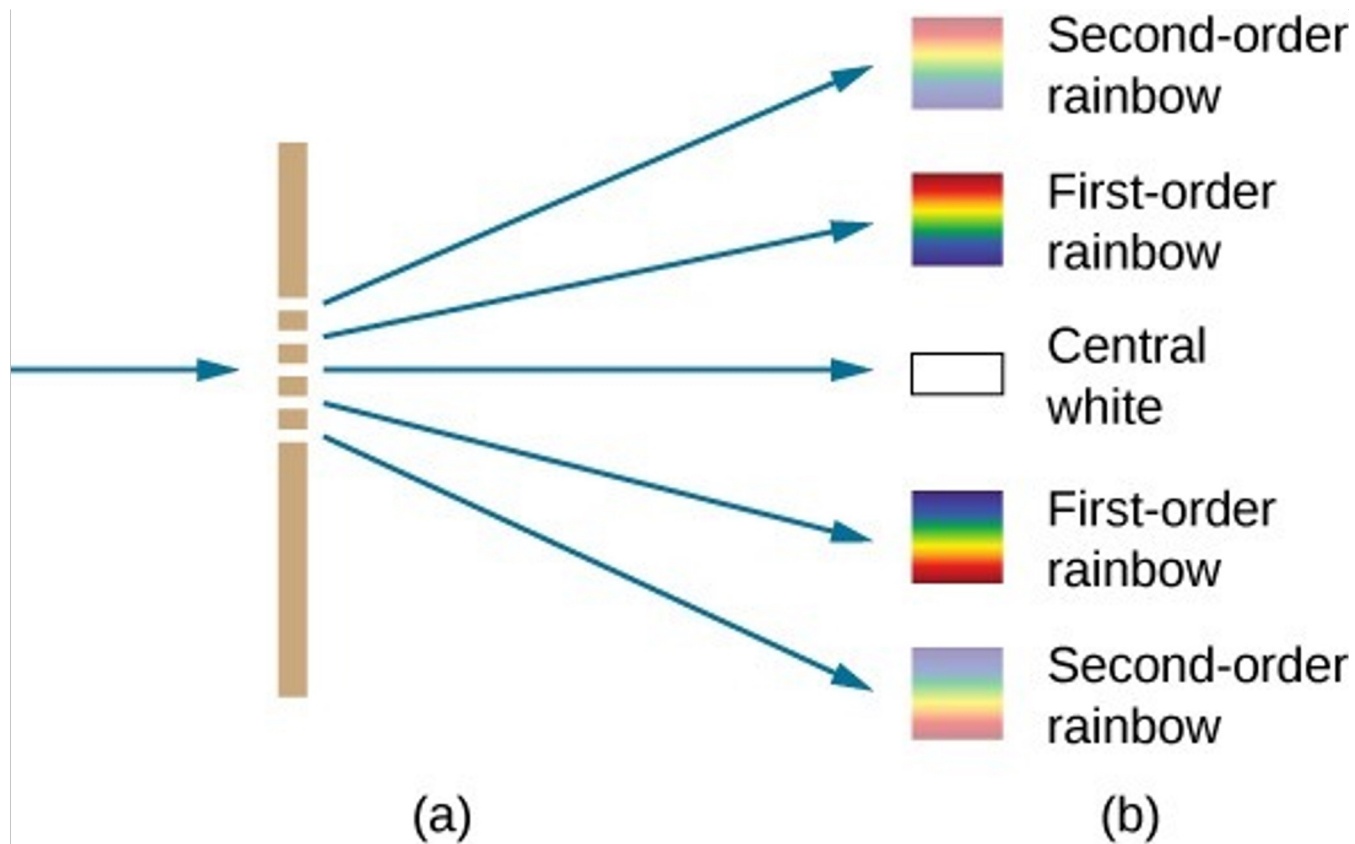 Second-order
rainbow
First-order
rainbow
Central
white
First-order
rainbow
Second-order
rainbow
(a)
(b)